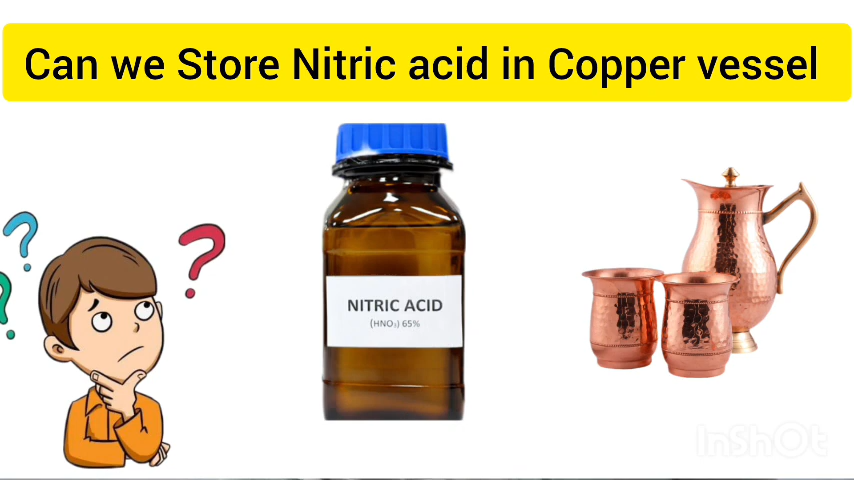 Can we Store Nitric acid in Copper vessel
NITRIC ACID
(HNO₃) 65%
InShOt